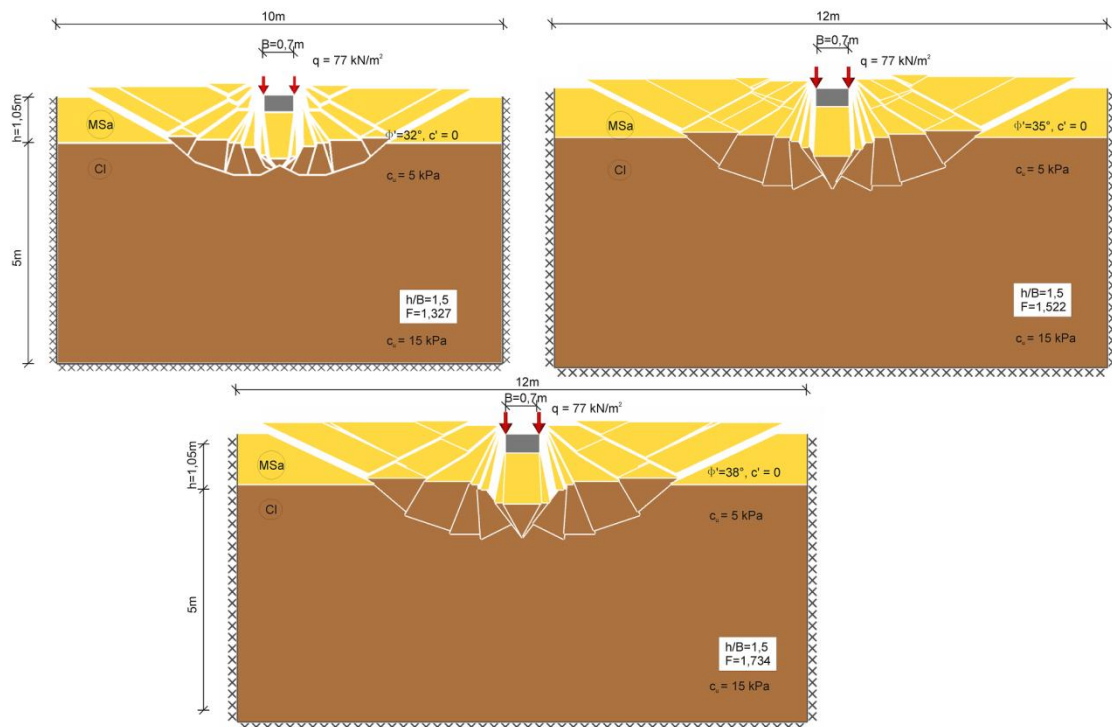 10m
B=0,7m
q = 77 kN/m²
h=1,05m
MSa
ϕ'=32°, c' = 0
Cl
cᵤ = 5 kPa
5m
h/B=1,5
F=1,327
cᵤ = 15 kPa
12m
B=0,7m
q = 77 kN/m²
MSa
ϕ'=35°, c' = 0
Cl
cᵤ = 5 kPa
h/B=1,5
F=1,522
cᵤ = 15 kPa
12m
B=0,7m
q = 77 kN/m²
h=1,05m
MSa
ϕ'=38°, c' = 0
Cl
cᵤ = 5 kPa
5m
h/B=1,5
F=1,734
cᵤ = 15 kPa